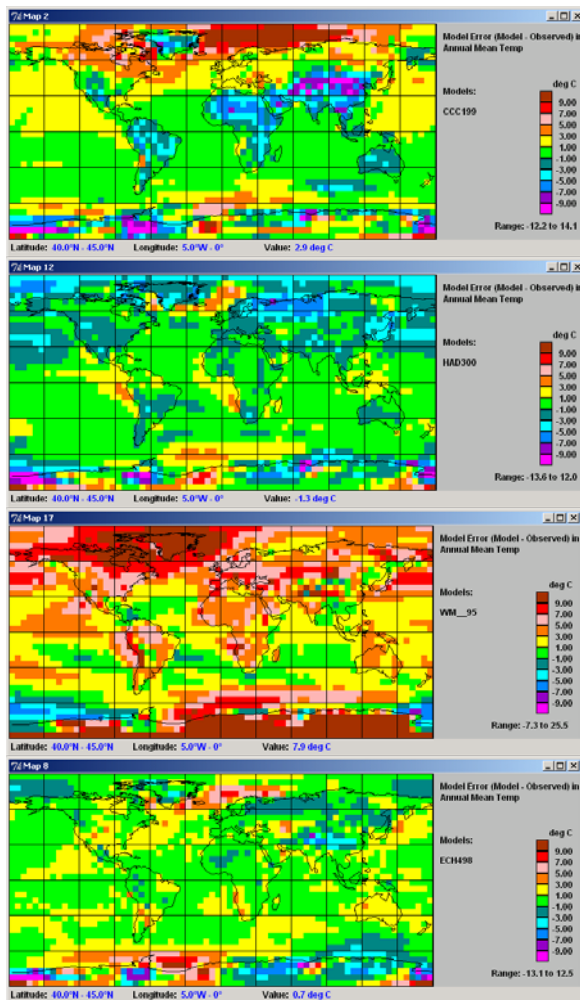 Map 2
Model Error (Model - Observed) in
Annual Mean Temp
deg C
Models:
CCC199
9.00
7.00
5.00
3.00
1.00
-1.00
-3.00
-5.00
-7.00
-9.00
Range: -12.2 to 14.1
Latitude: 40.0°N - 45.0°N Longitude: 5.0°W - 0° Value: 2.9 deg C
Map 12
Model Error (Model - Observed) in
Annual Mean Temp
deg C
Models:
HAD300
9.00
7.00
5.00
3.00
1.00
-1.00
-3.00
-5.00
-7.00
-9.00
Range: -13.6 to 12.0
Latitude: 40.0°N - 45.0°N Longitude: 5.0°W - 0° Value: -1.3 deg C
Map 17
Model Error (Model - Observed) in
Annual Mean Temp
deg C
Models:
WM__95
9.00
7.00
5.00
3.00
1.00
-1.00
-3.00
-5.00
-7.00
-9.00
Range: -7.3 to 25.5
Latitude: 40.0°N - 45.0°N Longitude: 5.0°W - 0° Value: 7.9 deg C
Map 8
Model Error (Model - Observed) in
Annual Mean Temp
deg C
Models:
ECH498
9.00
7.00
5.00
3.00
1.00
-1.00
-3.00
-5.00
-7.00
-9.00
Range: -13.1 to 12.5
Latitude: 40.0°N - 45.0°N Longitude: 5.0°W - 0° Value: 0.7 deg C